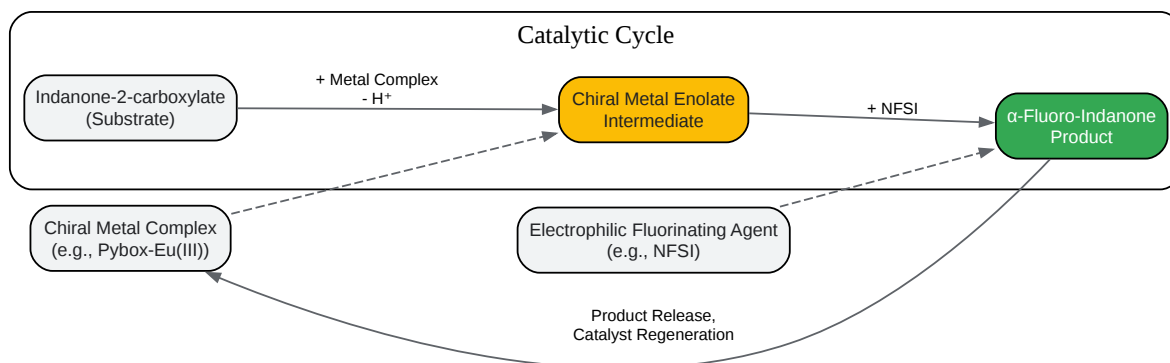 Catalytic Cycle
Indanone-2-carboxylate
(Substrate)
+ Metal Complex
- H⁺
Chiral Metal Enolate
Intermediate
+ NFSI
α-Fluoro-Indanone
Product
Chiral Metal Complex
(e.g., Pybox-Eu(III))
Electrophilic Fluorinating Agent
(e.g., NFSI)
Product Release,
Catalyst Regeneration